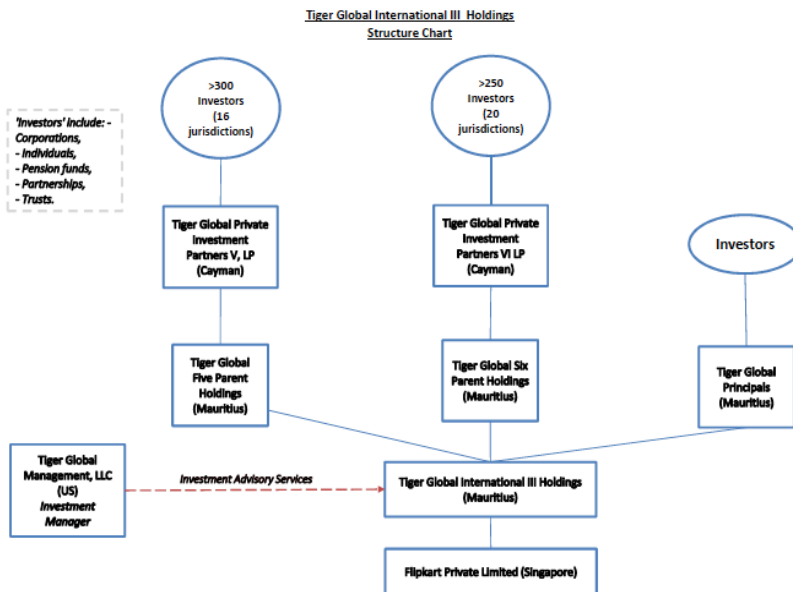 Tiger Global International III Holdings
Structure Chart
>300
Investors
(16
jurisdictions)
>250
Investors
(20
jurisdictions)
'Investors' include: -
Corporations,
- Individuals,
- Pension funds,
- Partnerships,
- Trusts.
Tiger Global Private
Investment
Partners V, LP
(Cayman)
Tiger Global Private
Investment
Partners VI LP
(Cayman)
Investors
Tiger Global
Five Parent
Holdings
(Mauritius)
Tiger Global Six
Parent Holdings
(Mauritius)
Tiger Global
Principals
(Mauritius)
Tiger Global
Management, LLC
(US)
Investment
Manager
Investment Advisory Services
Tiger Global International III Holdings
(Mauritius)
Flipkart Private Limited (Singapore)